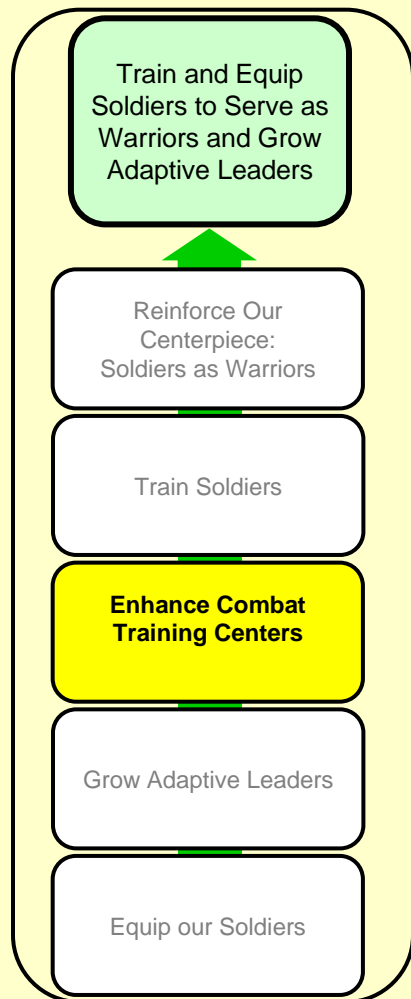 Train and Equip
Soldiers to Serve as
Warriors and Grow
Adaptive Leaders
Reinforce Our
Centerpiece:
Soldiers as Warriors
Train Soldiers
Enhance Combat
Training Centers
Grow Adaptive Leaders
Equip our Soldiers